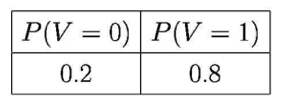 P(V = 0) P(V = 1)
0.2 0.8